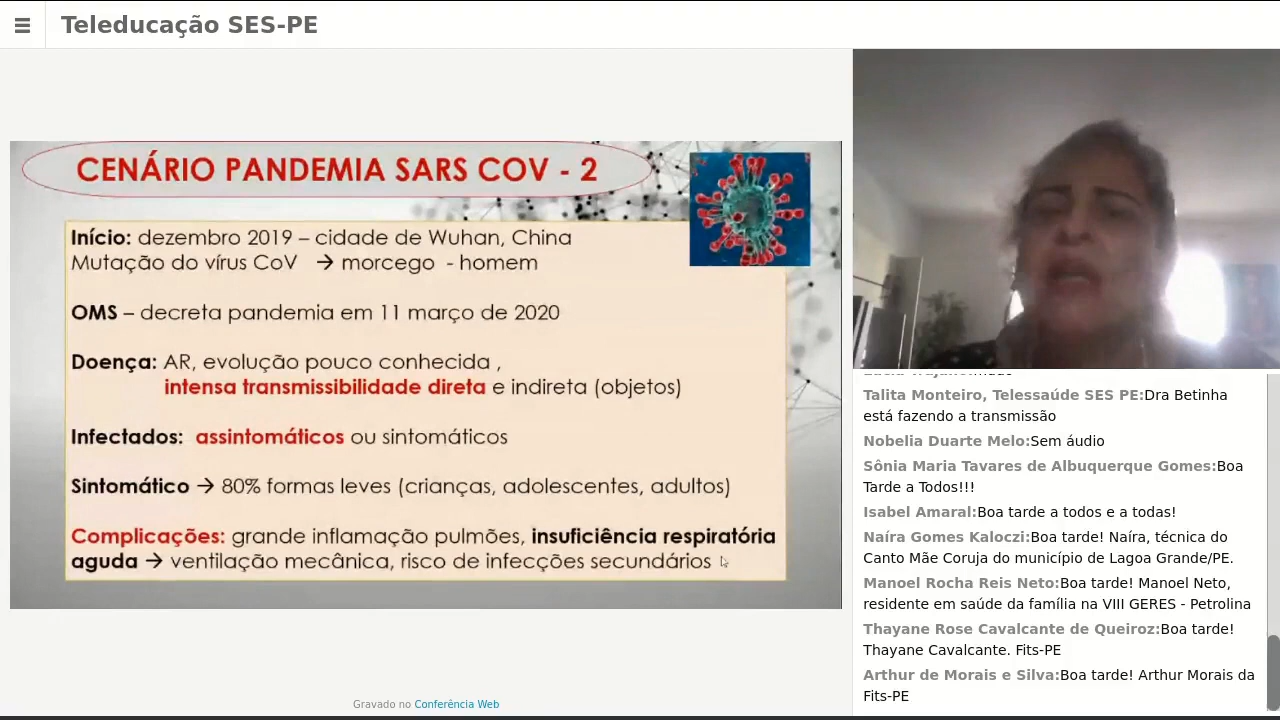 Teleducação SES-PE
CENÁRIO PANDEMIA SARS COV - 2
Início: dezembro 2019 – cidade de Wuhan, China
Mutação do vírus CoV → morcego - homem
OMS – decreta pandemia em 11 março de 2020
Doença: AR, evolução pouco conhecida ,
intensa transmissibilidade direta e indireta (objetos)
Infectados: assintomáticos ou sintomáticos
Sintomático → 80% formas leves (crianças, adolescentes, adultos)
Complicações: grande inflamação pulmões, insuficiência respiratória
aguda → ventilação mecânica, risco de infecções secundários
Gravado no Conferência Web
Talita Monteiro, Telessaúde SES PE:Dra Betinha
está fazendo a transmissão
Nobelia Duarte Melo:Sem áudio
Sônia Maria Tavares de Albuquerque Gomes:Boa
Tarde a Todos!!!
Isabel Amaral:Boa tarde a todos e a todas!
Naíra Gomes Kaloczi:Boa tarde! Naíra, técnica do
Canto Mãe Coruja do município de Lagoa Grande/PE.
Manoel Rocha Reis Neto:Boa tarde! Manoel Neto,
residente em saúde da família na VIII GERES - Petrolina
Thayane Rose Cavalcante de Queiroz:Boa tarde!
Thayane Cavalcante. Fits-PE
Arthur de Morais e Silva:Boa tarde! Arthur Morais da
Fits-PE